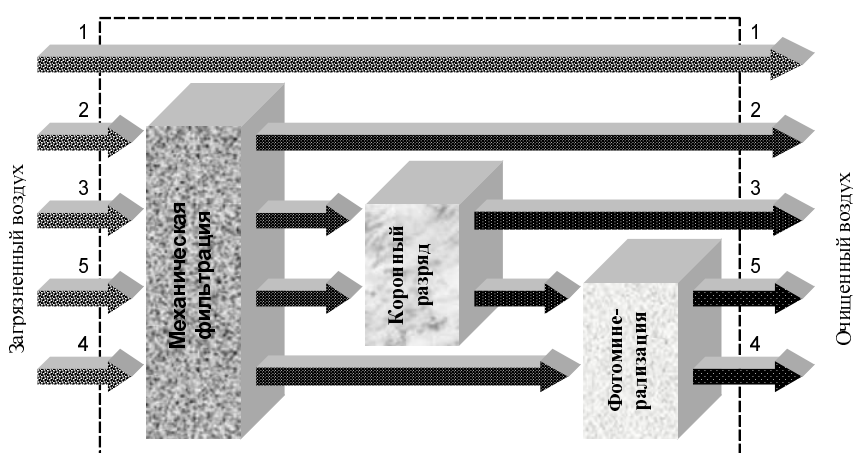 1 1
2 2
3 3
5 5
4 4
Загрязненный воздух
Механическая
фильтрация
Коронный
разряд
Фотомине-
рализация
Очищенный воздух